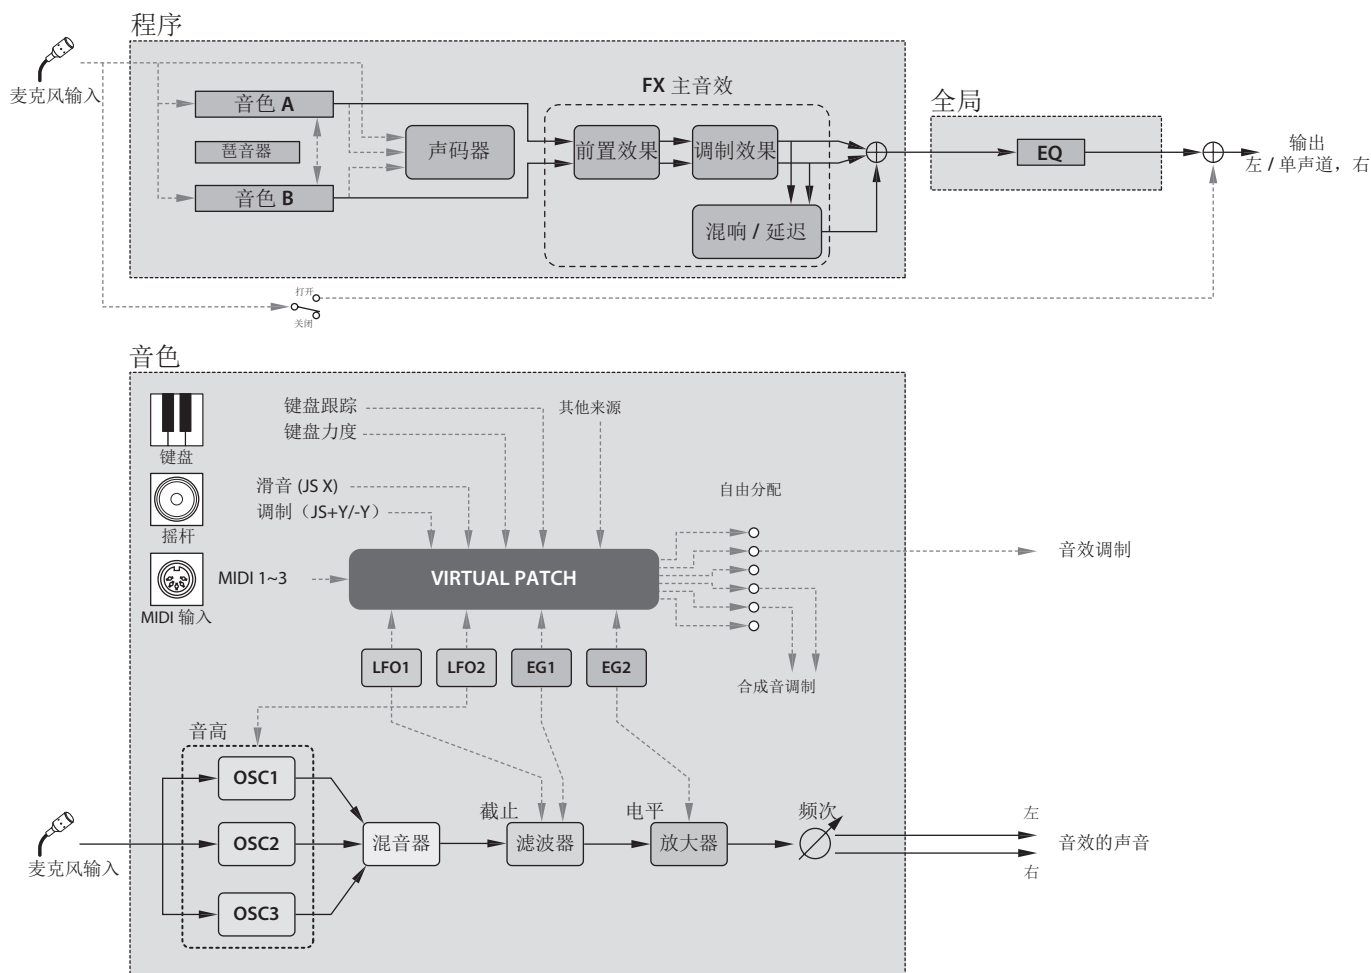 程序
麦克风输入
音色 A
琶音器
音色 B
声码器
FX 主音效
前置效果
调制效果
混响 / 延迟
全局
EQ
输出
左 / 单声道，右
打开
关闭
音色
键盘
摇杆
MIDI 输入
键盘跟踪
键盘力度
其他来源
滑音 (JS X)
调制（JS+Y/-Y）
MIDI 1~3
VIRTUAL PATCH
自由分配
音效调制
合成音调制
LFO1
LFO2
EG1
EG2
音高
OSC1
OSC2
OSC3
麦克风输入
混音器
截止
滤波器
电平
放大器
频次
左
右
音效的声音